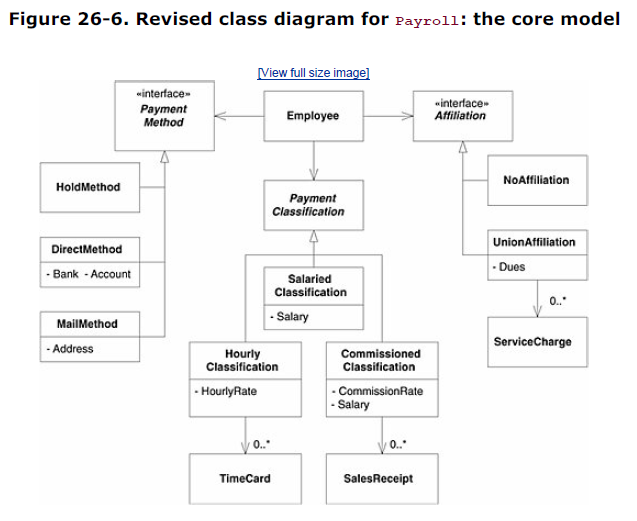 Figure 26-6. Revised class diagram for Payroll: the core model
[View full size image]
«interface»
Payment
Method
Employee
«interface»
Affiliation
HoldMethod
Payment
Classification
NoAffiliation
DirectMethod
- Bank - Account
UnionAffiliation
- Dues
Salaried
Classification
- Salary
0..*
MailMethod
- Address
ServiceCharge
Hourly
Classification
- HourlyRate
Commissioned
Classification
- CommissionRate
- Salary
0..*
0..*
TimeCard
SalesReceipt